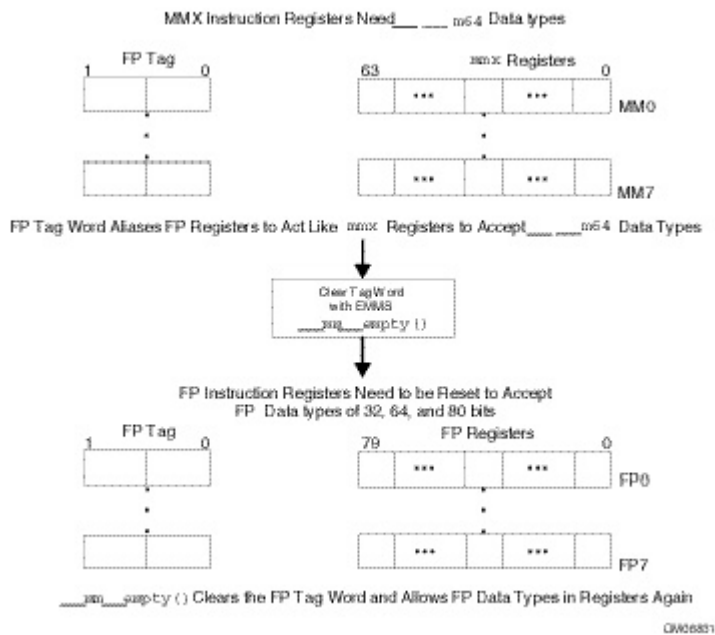 MMX Instruction Registers Need__ __m64 Data types
FP Tag
mmx Registers
1 0 63 0
... ...
MM0
... ...
MM7
FP Tag Word Aliases FP Registers to Act Like mmx Registers to Accept__ __m64 Data Types
Clear Tag Word
with EMMS
__mm__empty()
FP Instruction Registers Need to be Reset to Accept
FP Data types of 32, 64, and 80 bits
FP Tag
FP Registers
1 0 79 0
... ...
FP0
... ...
FP7
__mm__empty() Clears the FP Tag Word and Allows FP Data Types in Registers Again